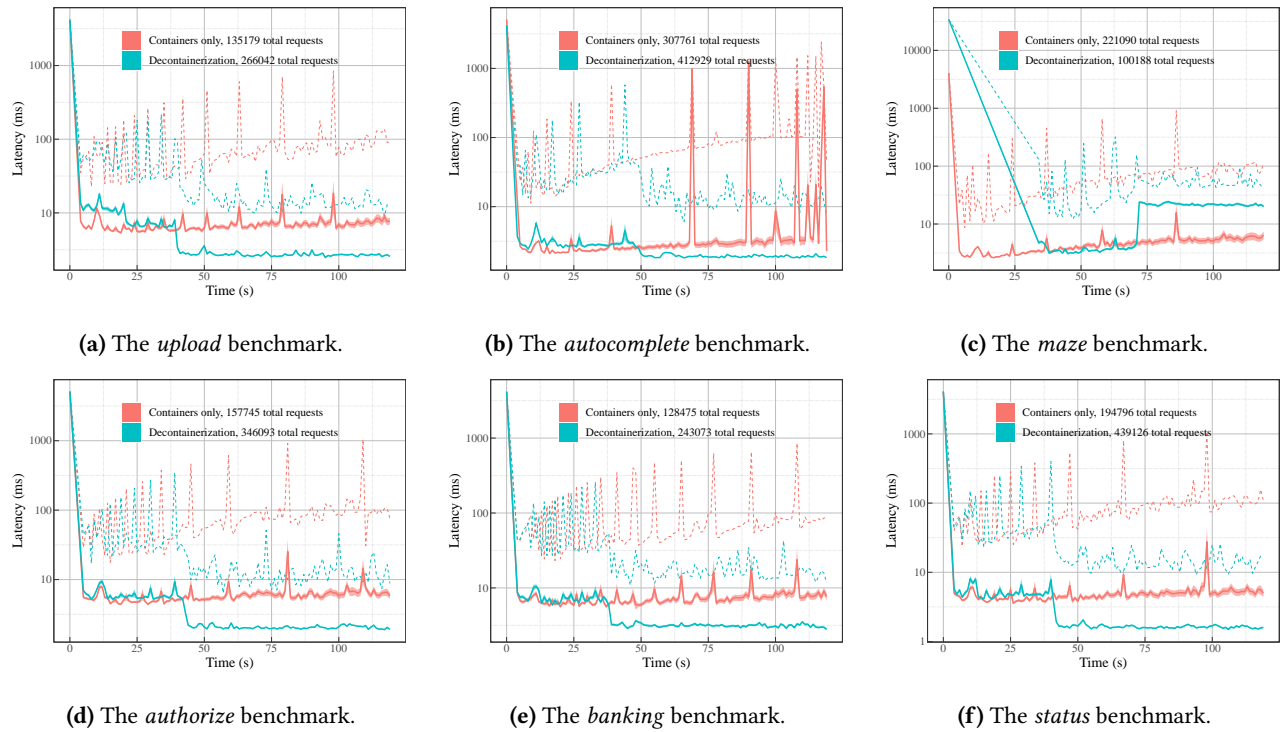 Containers only, 135179 total requests
Decontainerization, 266042 total requests
1000
100
10
Latency (ms)
0 25 50 75 100
Time (s)
(a) The upload benchmark.
Containers only, 307761 total requests
Decontainerization, 412929 total requests
1000
100
10
Latency (ms)
0 25 50 75 100
Time (s)
(b) The autocomplete benchmark.
Containers only, 221090 total requests
Decontainerization, 100188 total requests
10000
1000
100
10
Latency (ms)
0 25 50 75 100
Time (s)
(c) The maze benchmark.
Containers only, 157745 total requests
Decontainerization, 346093 total requests
1000
100
10
Latency (ms)
0 25 50 75 100
Time (s)
(d) The authorize benchmark.
Containers only, 128475 total requests
Decontainerization, 243073 total requests
1000
100
10
Latency (ms)
0 25 50 75 100
Time (s)
(e) The banking benchmark.
Containers only, 194796 total requests
Decontainerization, 439126 total requests
1000
100
10
1
Latency (ms)
0 25 50 75 100
Time (s)
(f) The status benchmark.